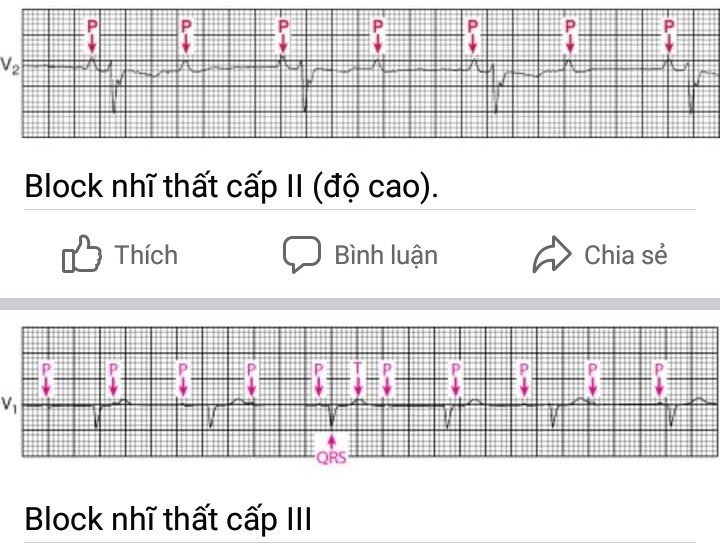 P P P P P P P
V2
Block nhĩ thất cấp II (độ cao).
Thích Bình luận Chia sẻ
P P P P P T P P P P P
V1
QRS
Block nhĩ thất cấp III